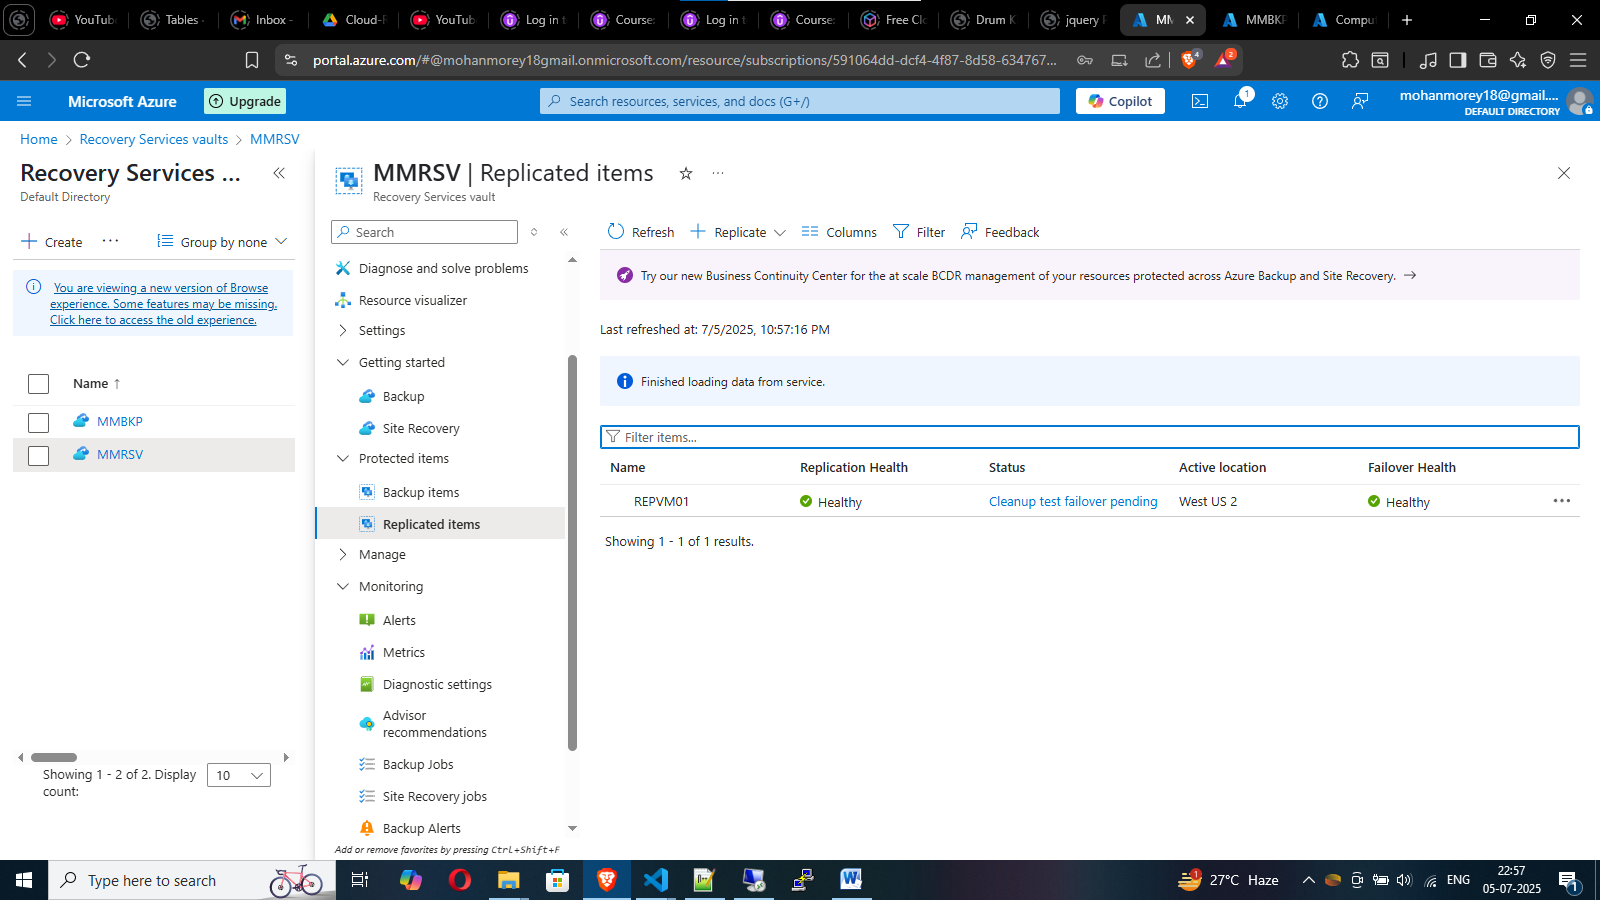 YouTub
Tables -
Inbox -
Cloud-R
YouTub
Log in t
Course:
Log in t
Course:
Free Clo
Drum K
jquery F
MM
MMBKP
Comput
portal.azure.com/#@mohanmorey18gmail.onmicrosoft.com/resource/subscriptions/591064dd-dcf4-4f87-8d58-634767...
4
2
Microsoft Azure
Upgrade
Search resources, services, and docs (G+/)
Copilot
1
mohanmorey18@gmail....
DEFAULT DIRECTORY
Home > Recovery Services vaults > MMRSV
Recovery Services ...
Default Directory
Create
Group by none
You are viewing a new version of Browse
experience. Some features may be missing.
Click here to access the old experience.
Name ↑
MMBKP
MMRSV
Showing 1 - 2 of 2. Display
count:
10
MMRSV | Replicated items
Recovery Services vault
Search
Diagnose and solve problems
Resource visualizer
Settings
Getting started
Backup
Site Recovery
Protected items
Backup items
Replicated items
Manage
Monitoring
Alerts
Metrics
Diagnostic settings
Advisor
recommendations
Backup Jobs
Site Recovery jobs
Backup Alerts
Add or remove favorites by pressing Ctrl+Shift+F
Refresh
Replicate
Columns
Filter
Feedback
Try our new Business Continuity Center for the at scale BCDR management of your resources protected across Azure Backup and Site Recovery. →
Last refreshed at: 7/5/2025, 10:57:16 PM
Finished loading data from service.
Filter items...
Name Replication Health Status Active location Failover Health
REPVM01 Healthy Cleanup test failover pending West US 2 Healthy
Showing 1 - 1 of 1 results.
Type here to search
1
27°C Haze
ENG
22:57
05-07-2025
1